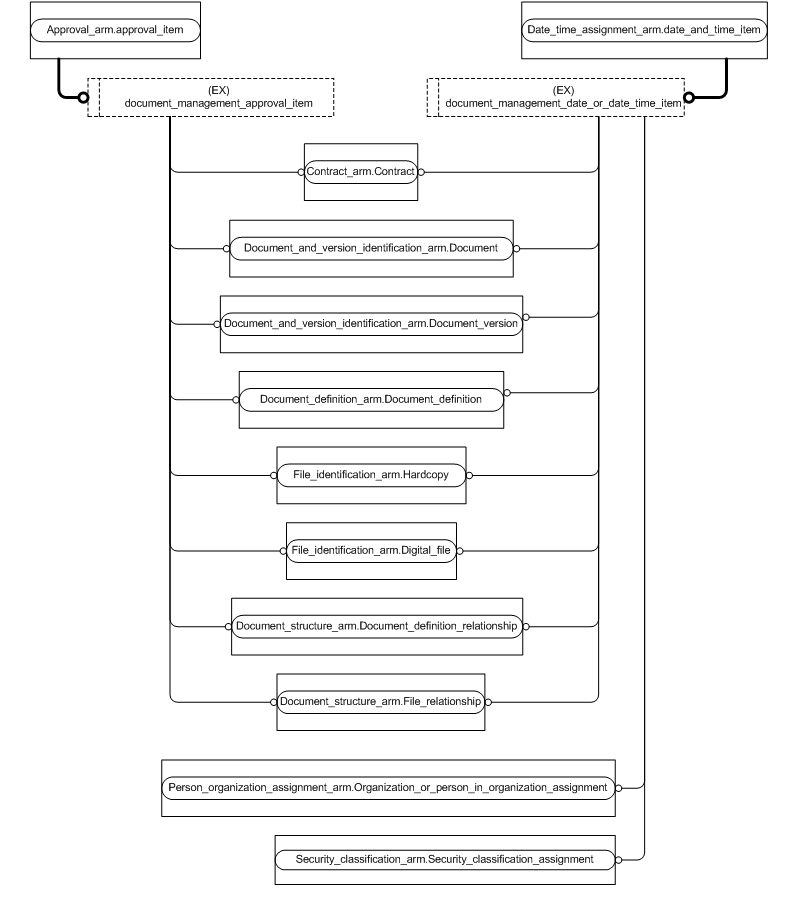 Approval_arm.approval_item
Date_time_assignment_arm.date_and_time_item
(EX)
document_management_approval_item
(EX)
document_management_date_or_date_time_item
Contract_arm.Contract
Document_and_version_identification_arm.Document
Document_and_version_identification_arm.Document_version
Document_definition_arm.Document_definition
File_identification_arm.Hardcopy
File_identification_arm.Digital_file
Document_structure_arm.Document_definition_relationship
Document_structure_arm.File_relationship
Person_organization_assignment_arm.Organization_or_person_in_organization_assignment
Security_classification_arm.Security_classification_assignment